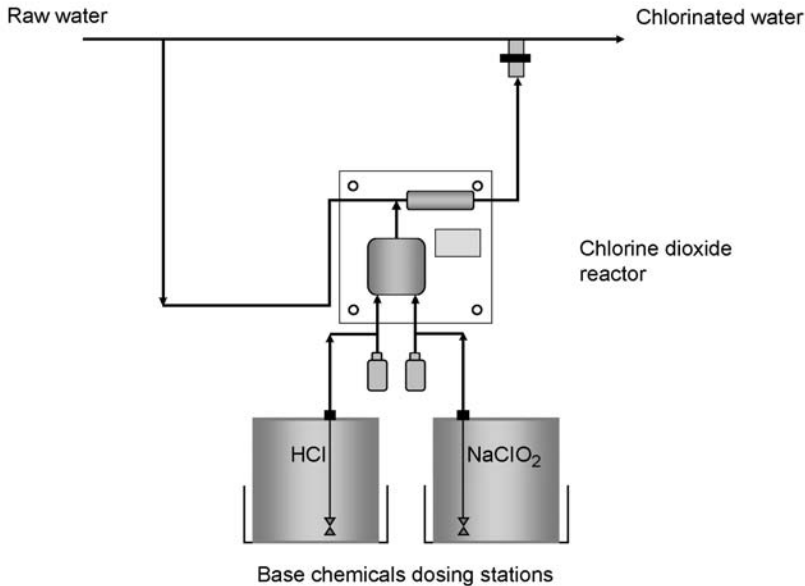 Raw water
Chlorinated water
Chlorine dioxide
reactor
HCl
NaClO₂
Base chemicals dosing stations